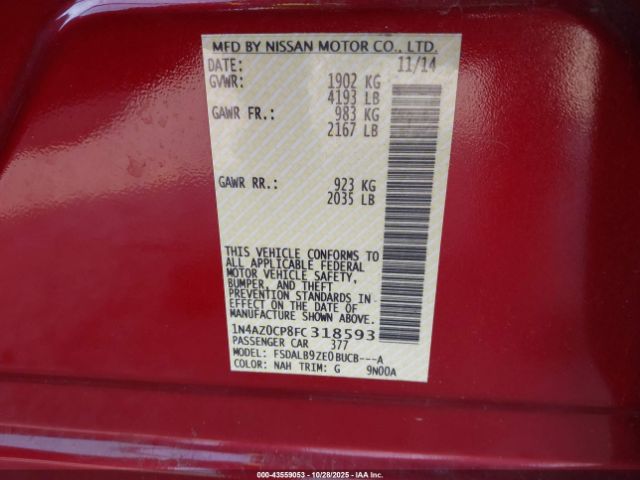 MFD BY NISSAN MOTOR CO., LTD.
DATE: 11/14
GVWR: 1902 KG
4193 LB
GAWR FR.: 983 KG
2167 LB
GAWR RR.: 923 KG
2035 LB
THIS VEHICLE CONFORMS TO
ALL APPLICABLE FEDERAL
MOTOR VEHICLE SAFETY,
BUMPER, AND THEFT
PREVENTION STANDARDS IN
EFFECT ON THE DATE OF
MANUFACTURE SHOWN ABOVE.
1N4AZ0CP8FC318593
PASSENGER CAR 377
MODEL: FSDALB9ZE0BUCB---A
COLOR: NAH TRIM: G 9N00A
000-43559053 - 10/28/2025 - IAA Inc.